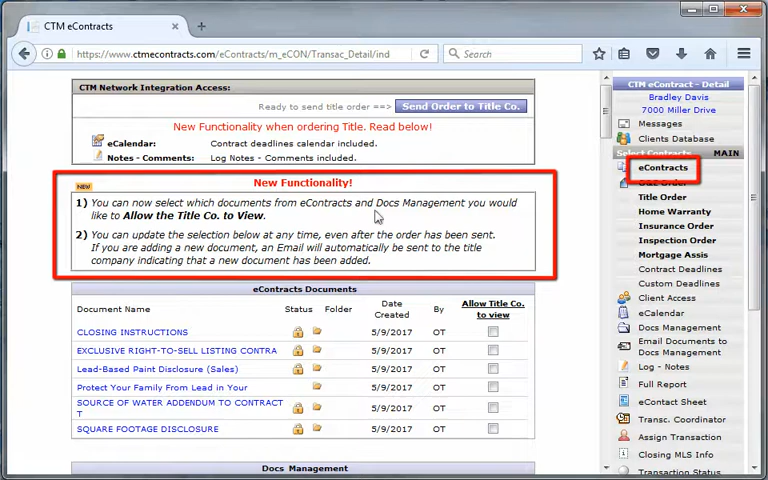 CTM eContracts
https://www.ctmecontracts.com/eContracts/m_eCON/Transac_Detail/ind
Search
CTM Network Integration Access:
Ready to send title order ==> Send Order to Title Co.
New Functionality when ordering Title. Read below!
eCalendar: Contract deadlines calendar included.
Notes - Comments: Log Notes - Comments included.
NEW New Functionality!
1) You can now select which documents from eContracts and Docs Management you would
like to Allow the Title Co. to View.
2) You can update the selection below at any time, even after the order has been sent.
If you are adding a new document, an Email will automatically be sent to the title
company indicating that a new document has been added.
eContracts Documents
Document Name Status Folder Date Created By Allow Title Co. to view
CLOSING INSTRUCTIONS 5/9/2017 OT
EXCLUSIVE RIGHT-TO-SELL LISTING CONTRA 5/9/2017 OT
Lead-Based Paint Disclosure (Sales) 5/9/2017 OT
Protect Your Family From Lead in Your 5/9/2017 OT
SOURCE OF WATER ADDENDUM TO CONTRACT
T 5/9/2017 OT
SQUARE FOOTAGE DISCLOSURE 5/9/2017 OT
Docs Management
CTM eContract - Detail
Bradley Davis
7000 Miller Drive
Messages
Clients Database
Select Contracts MAIN
eContracts
Title Order
Home Warranty
Insurance Order
Inspection Order
Mortgage Assis
Contract Deadlines
Custom Deadlines
Client Access
eCalendar
Docs Management
Email Documents to
Docs Management
Log - Notes
Full Report
eContact Sheet
Transc. Coordinator
Assign Transaction
Closing MLS Info
Transaction Status